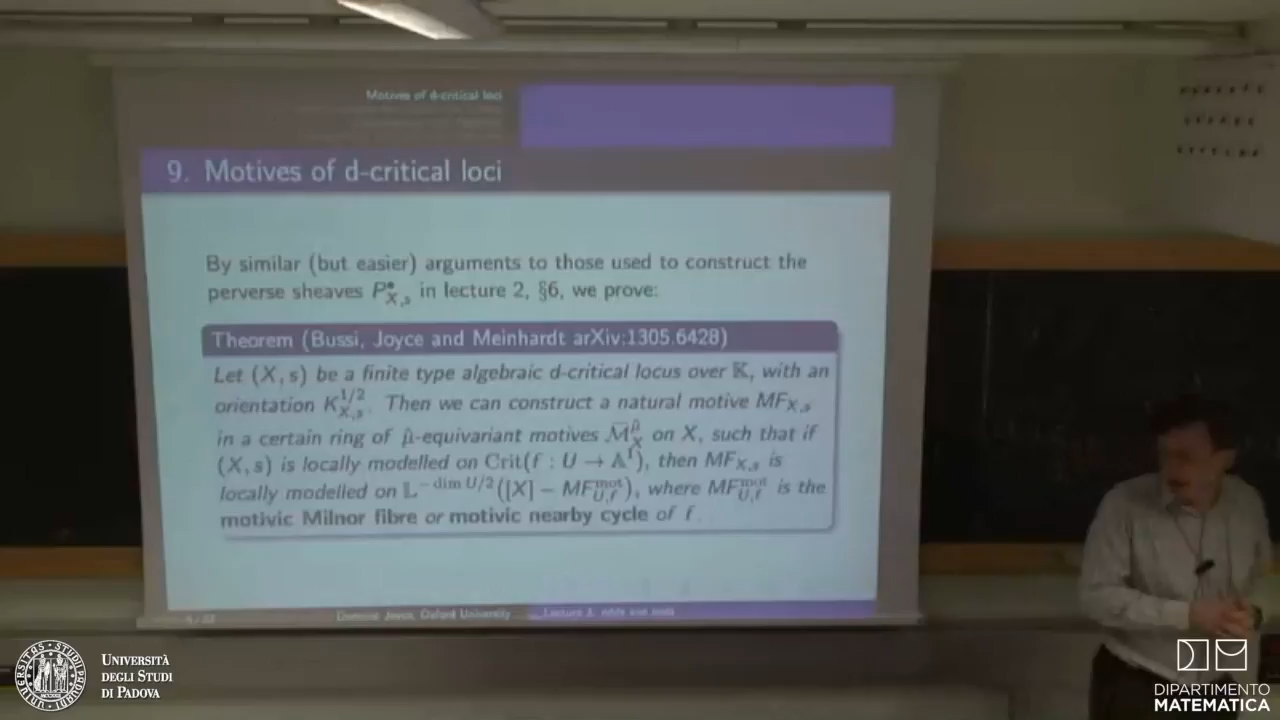 Motives of d-critical loci
9. Motives of d-critical loci
By similar (but easier) arguments to those used to construct the
perverse sheaves P^•_{X,s} in lecture 2, §6, we prove:
Theorem (Bussi, Joyce and Meinhardt arXiv:1305.6428)
Let (X, s) be a finite type algebraic d-critical locus over 𝕂, with an
orientation K^{1/2}_{X,s}. Then we can construct a natural motive MF_{X,s}
in a certain ring of μ̂-equivariant motives M̄^μ̂_X on X, such that if
(X, s) is locally modelled on Crit(f : U → 𝔸¹), then MF_{X,s} is
locally modelled on 𝕃^{− dim U/2}([X] − MF^{mot}_{U,f}), where MF^{mot}_{U,f} is the
motivic Milnor fibre or motivic nearby cycle of f.
Dominic Joyce, Oxford University
Lecture 3:
UNIVERSITÀ
DEGLI STUDI
DI PADOVA
DIPARTIMENTO
MATEMATICA